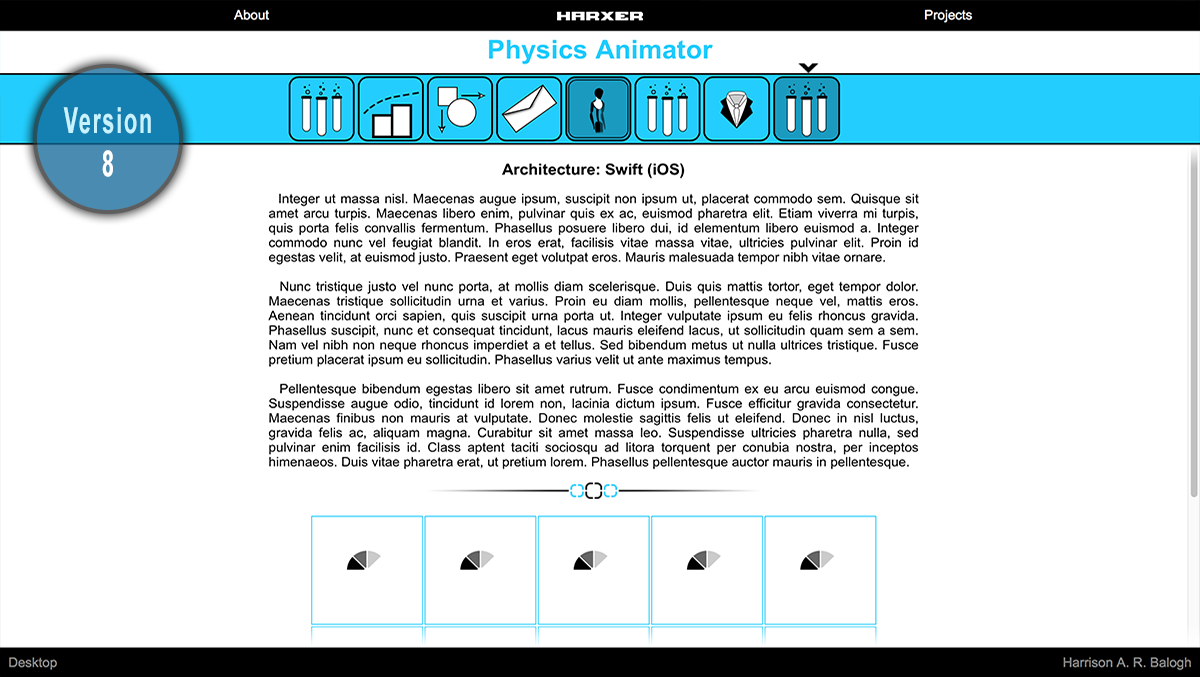 About
HARXER
Projects
Physics Animator
Version
8
Architecture: Swift (iOS)
Integer ut massa nisl. Maecenas augue ipsum, suscipit non ipsum ut, placerat commodo sem. Quisque sit
amet arcu turpis. Maecenas libero enim, pulvinar quis ex ac, euismod pharetra elit. Etiam viverra mi turpis,
quis porta felis convallis fermentum. Phasellus posuere libero dui, id elementum libero euismod a. Integer
commodo nunc vel feugiat blandit. In eros erat, facilisis vitae massa vitae, ultricies pulvinar elit. Proin id
egestas velit, at euismod justo. Praesent eget volutpat eros. Mauris malesuada tempor nibh vitae ornare.
Nunc tristique justo vel nunc porta, at mollis diam scelerisque. Duis quis mattis tortor, eget tempor dolor.
Maecenas tristique sollicitudin urna et varius. Proin eu diam mollis, pellentesque neque vel, mattis eros.
Aenean tincidunt orci sapien, quis suscipit urna porta ut. Integer vulputate ipsum eu felis rhoncus gravida.
Phasellus suscipit, nunc et consequat tincidunt, lacus mauris eleifend lacus, ut sollicitudin quam sem a sem.
Nam vel nibh non neque rhoncus imperdiet a et tellus. Sed bibendum metus ut nulla ultrices tristique. Fusce
pretium placerat ipsum eu sollicitudin. Phasellus varius velit ut ante maximus tempus.
Pellentesque bibendum egestas libero sit amet rutrum. Fusce condimentum ex eu arcu euismod congue.
Suspendisse augue odio, tincidunt id lorem non, lacinia dictum ipsum. Fusce efficitur gravida consectetur.
Maecenas finibus non mauris at vulputate. Donec molestie sagittis felis ut eleifend. Donec in nisl luctus,
gravida felis ac, aliquam magna. Curabitur sit amet massa leo. Suspendisse ultricies pharetra nulla, sed
pulvinar enim facilisis id. Class aptent taciti sociosqu ad litora torquent per conubia nostra, per inceptos
himenaeos. Duis vitae pharetra erat, ut pretium lorem. Phasellus pellentesque auctor mauris in pellentesque.
Desktop
Harrison A. R. Balogh